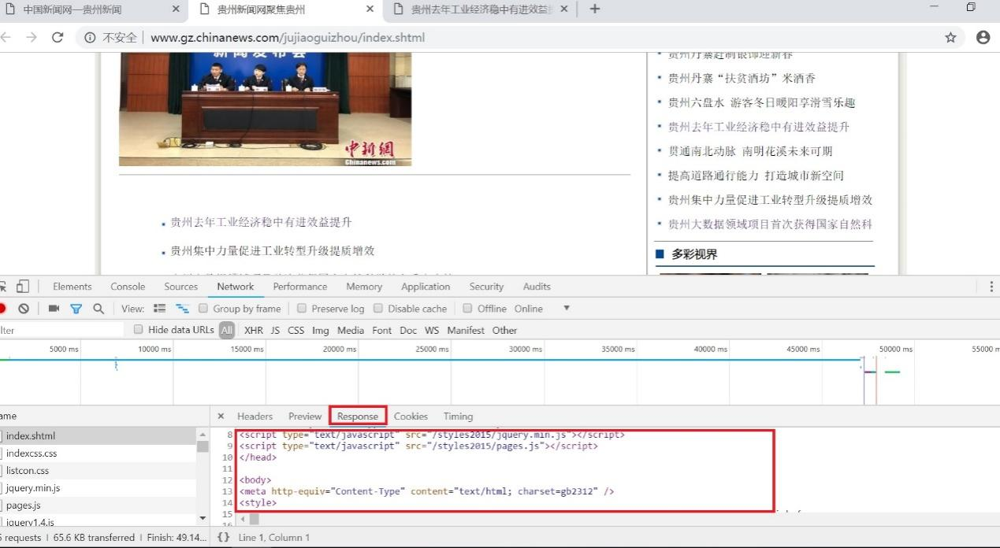 中国新闻网—贵州新闻
贵州新闻网聚焦贵州
贵州去年工业经济稳中有进效益
不安全 www.gz.chinanews.com/jujiaoguizhou/index.shtml
新闻发布会
中新網
Chinanews.com
贵州去年工业经济稳中有进效益提升
贵州集中力量促进工业转型升级提质增效
贵州丹寨赶制银饰迎新春
贵州丹寨“扶贫酒坊”米酒香
贵州六盘水 游客冬日暖阳享滑雪乐趣
贵州去年工业经济稳中有进效益提升
贯通南北动脉 南明花溪未来可期
提高道路通行能力 打造城市新空间
贵州集中力量促进工业转型升级提质增效
贵州大数据领域项目首次获得国家自然科
多彩视界
Elements Console Sources Network Performance Memory Application Security Audits
View: Group by frame Preserve log Disable cache Offline Online
lter Hide data URLs All XHR JS CSS Img Media Font Doc WS Manifest Other
5000 ms 10000 ms 15000 ms 20000 ms 25000 ms 30000 ms 35000 ms 40000 ms 45000 ms 50000 ms 55000 m
ame
index.shtml
indexcss.css
listcon.css
jquery.min.js
pages.js
jquery1.4.js
Headers Preview Response Cookies Timing
8 <script type="text/javascript" src="/styles2015/jquery.min.js"></script>
9 <script type="text/javascript" src="/styles2015/pages.js"></script>
10 </head>
11
12 <body>
13 <meta http-equiv="Content-Type" content="text/html; charset=gb2312" />
14 <style>
15
16
5 requests | 65.6 KB transferred | Finish: 49.14...
{} Line 1, Column 1